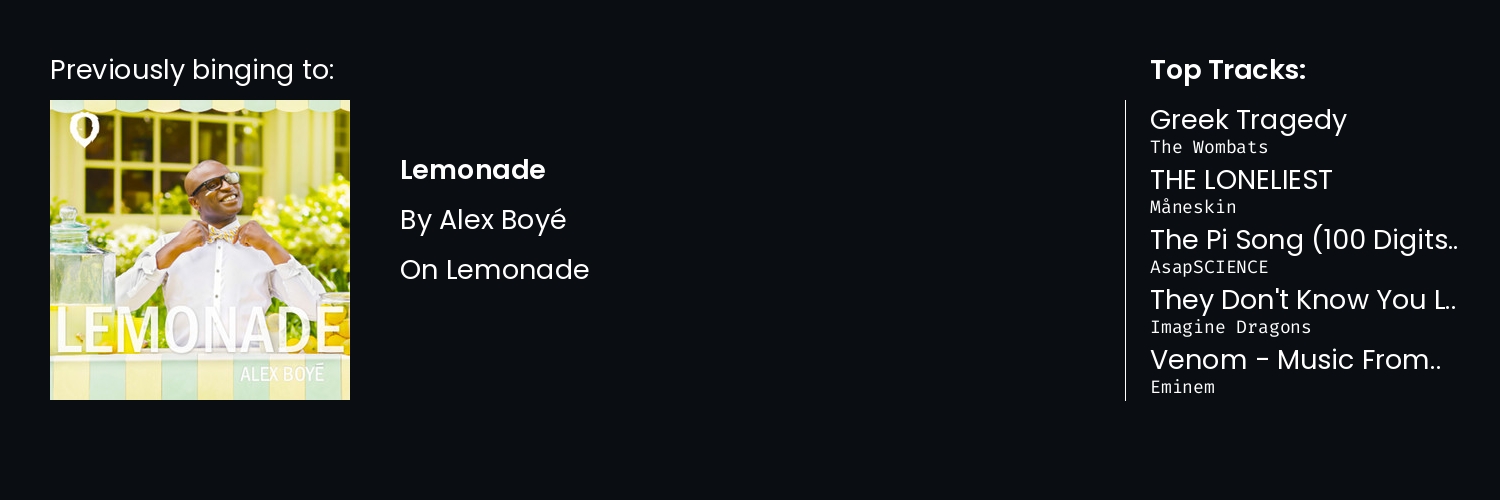 Previously binging to:
LEMONADE
ALEX BOYÉ
Lemonade
By Alex Boyé
On Lemonade
Top Tracks:
Greek Tragedy
The Wombats
THE LONELIEST
Måneskin
The Pi Song (100 Digits..
AsapSCIENCE
They Don't Know You L..
Imagine Dragons
Venom - Music From..
Eminem